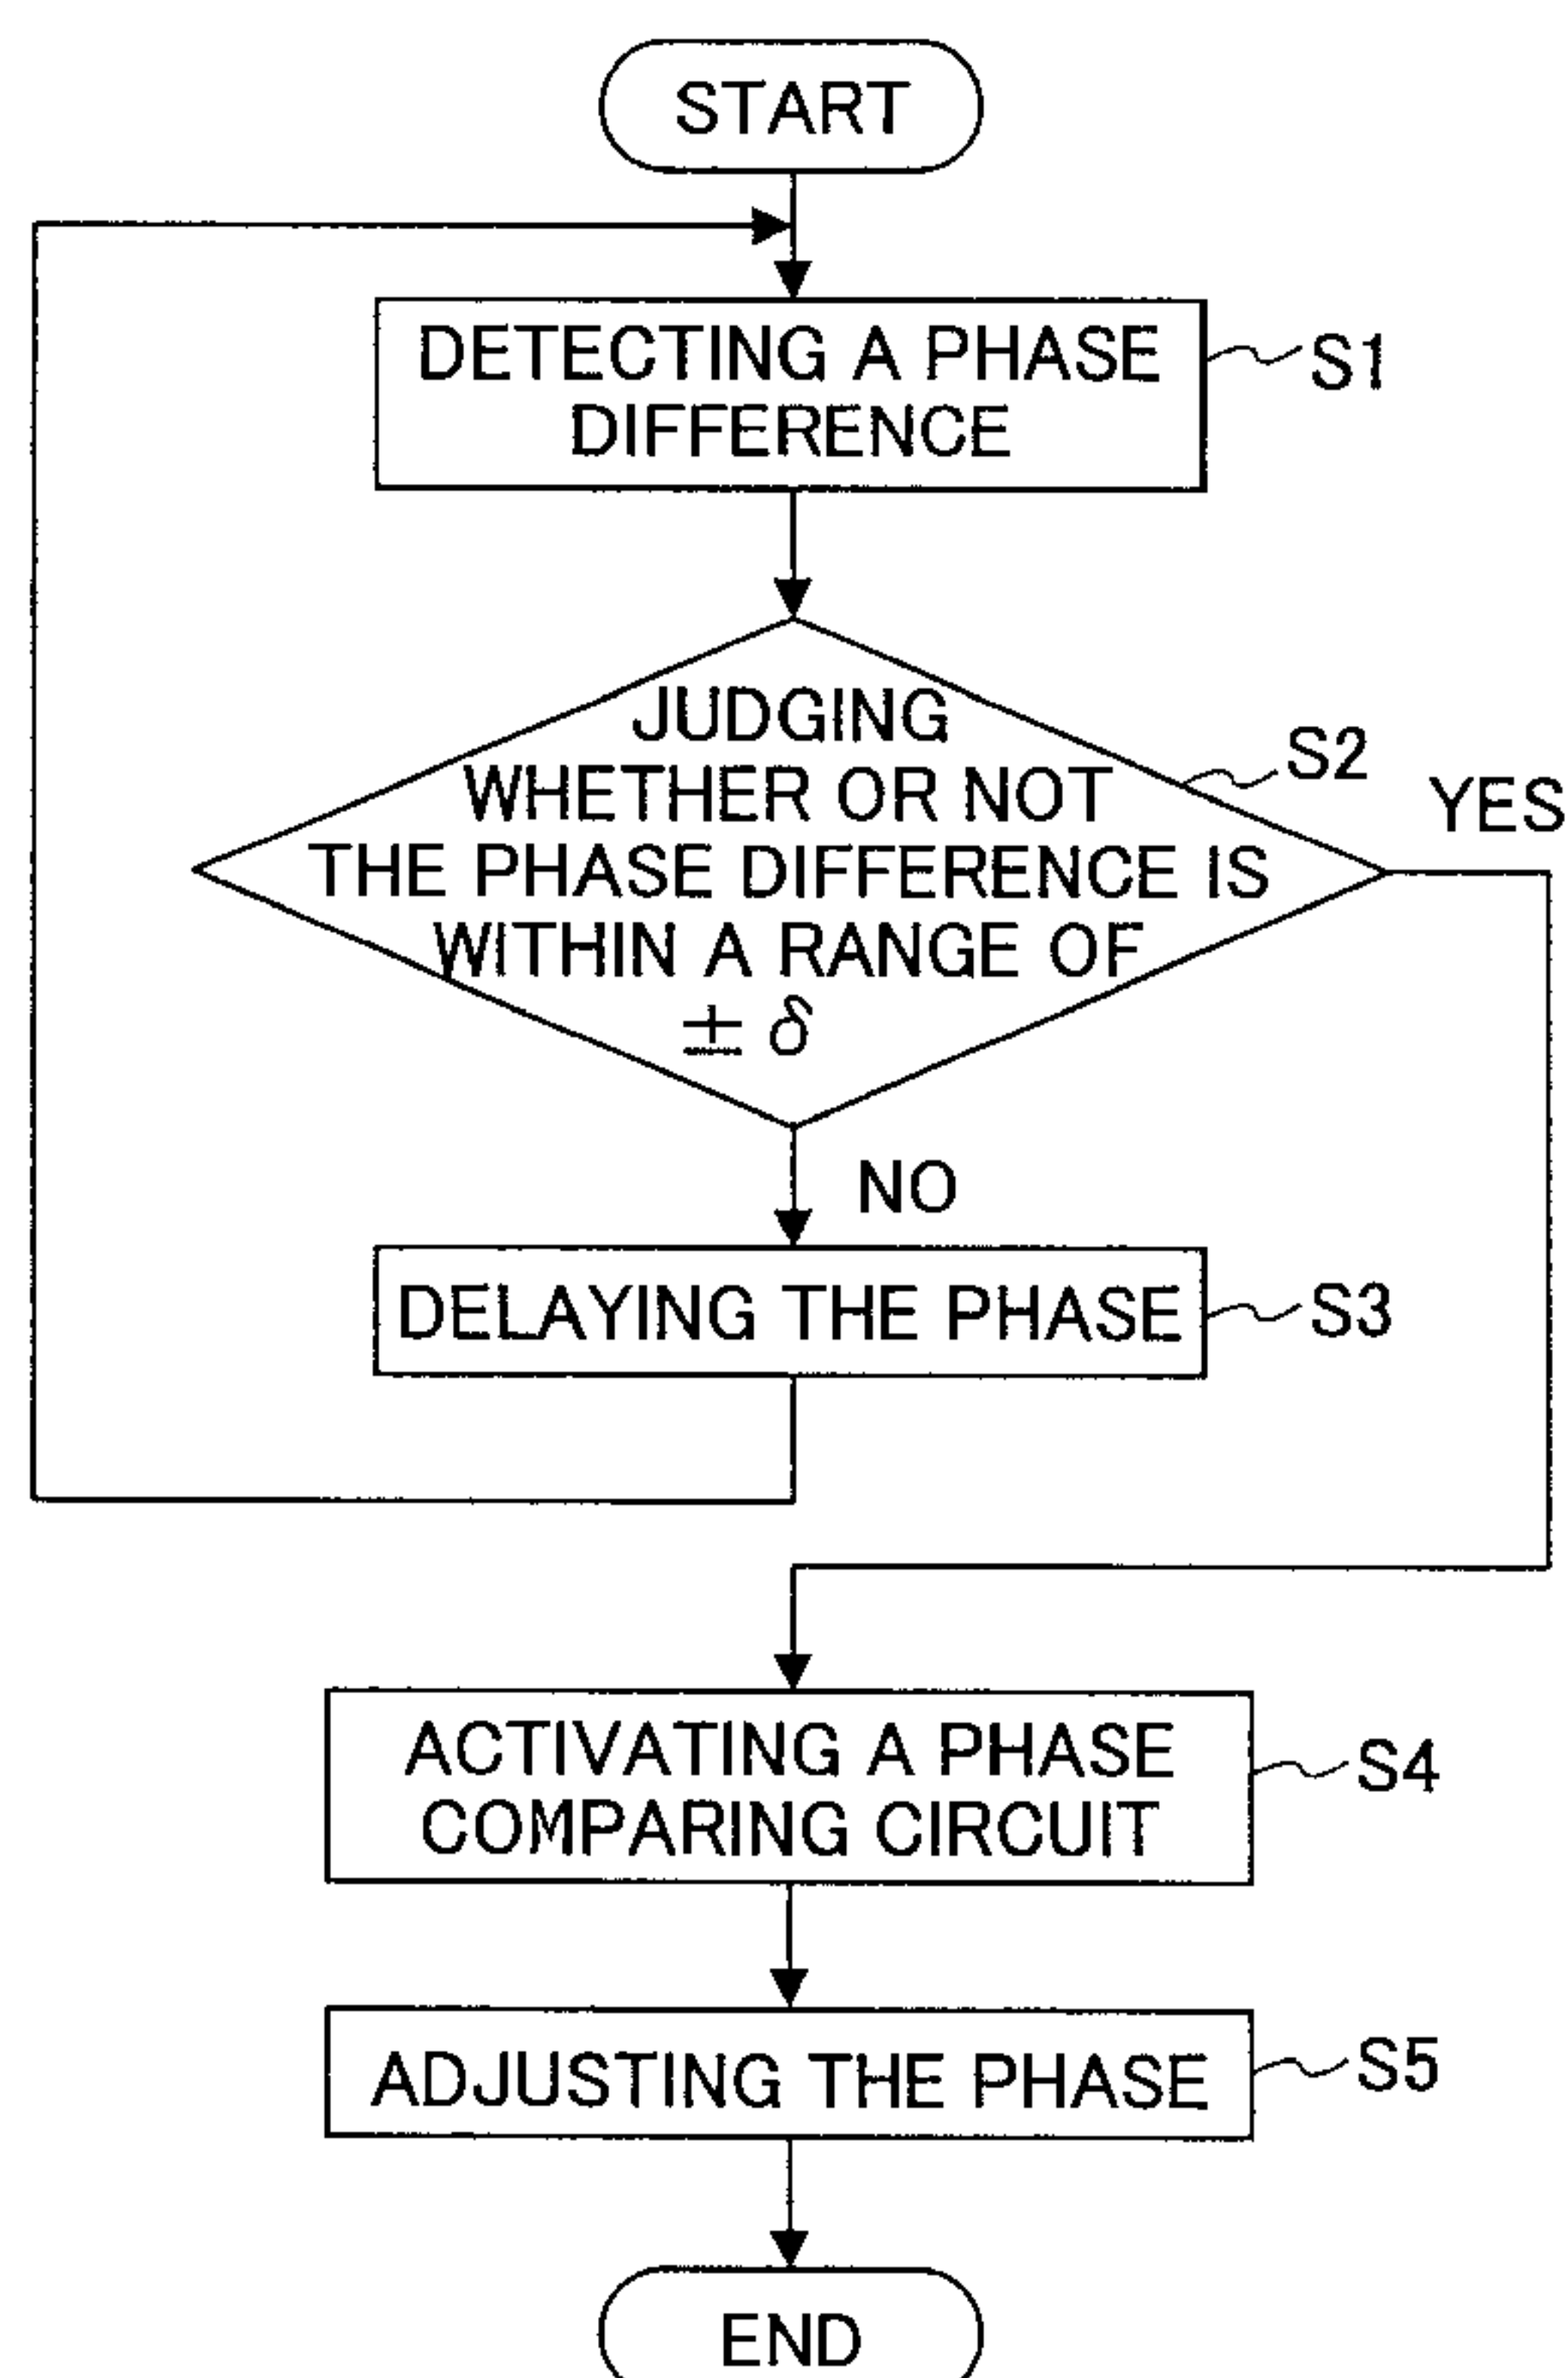 START
DETECTING A PHASE
DIFFERENCE
S1
JUDGING
WHETHER OR NOT
THE PHASE DIFFERENCE IS
WITHIN A RANGE OF
± δ
S2
YES
NO
DELAYING THE PHASE
S3
ACTIVATING A PHASE
COMPARING CIRCUIT
S4
ADJUSTING THE PHASE
S5
END